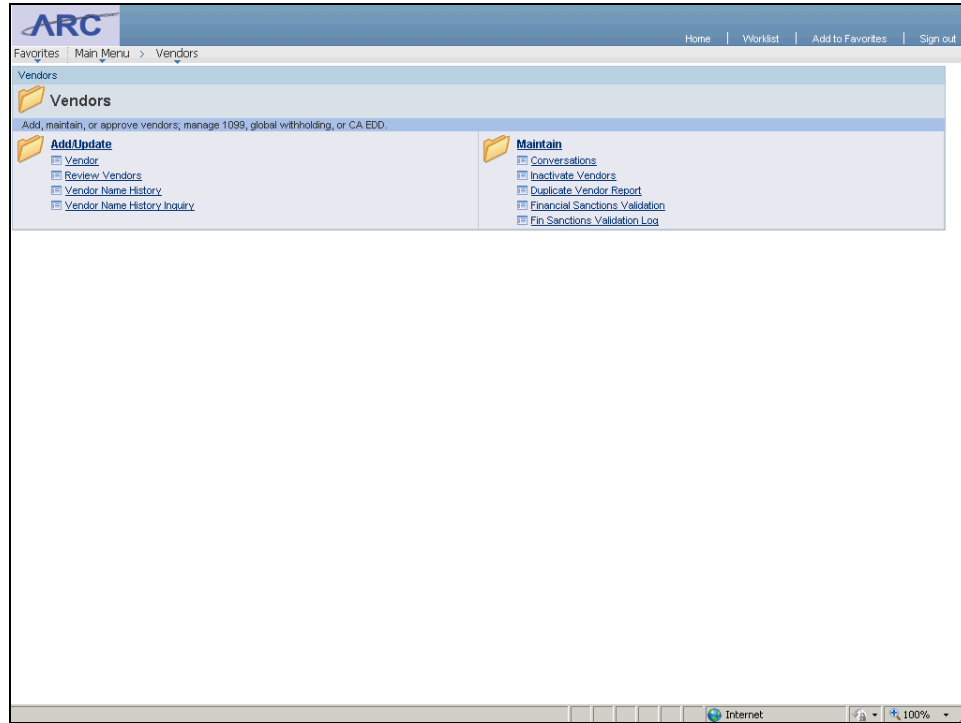 ARC
Home | Worklist | Add to Favorites | Sign out
Favorites Main Menu > Vendors
Vendors
Vendors
Add, maintain, or approve vendors; manage 1099, global withholding, or CA EDD.
Add/Update
Vendor
Review Vendors
Vendor Name History
Vendor Name History Inquiry
Maintain
Conversations
Inactivate Vendors
Duplicate Vendor Report
Financial Sanctions Validation
Fin Sanctions Validation Log
Internet
100%